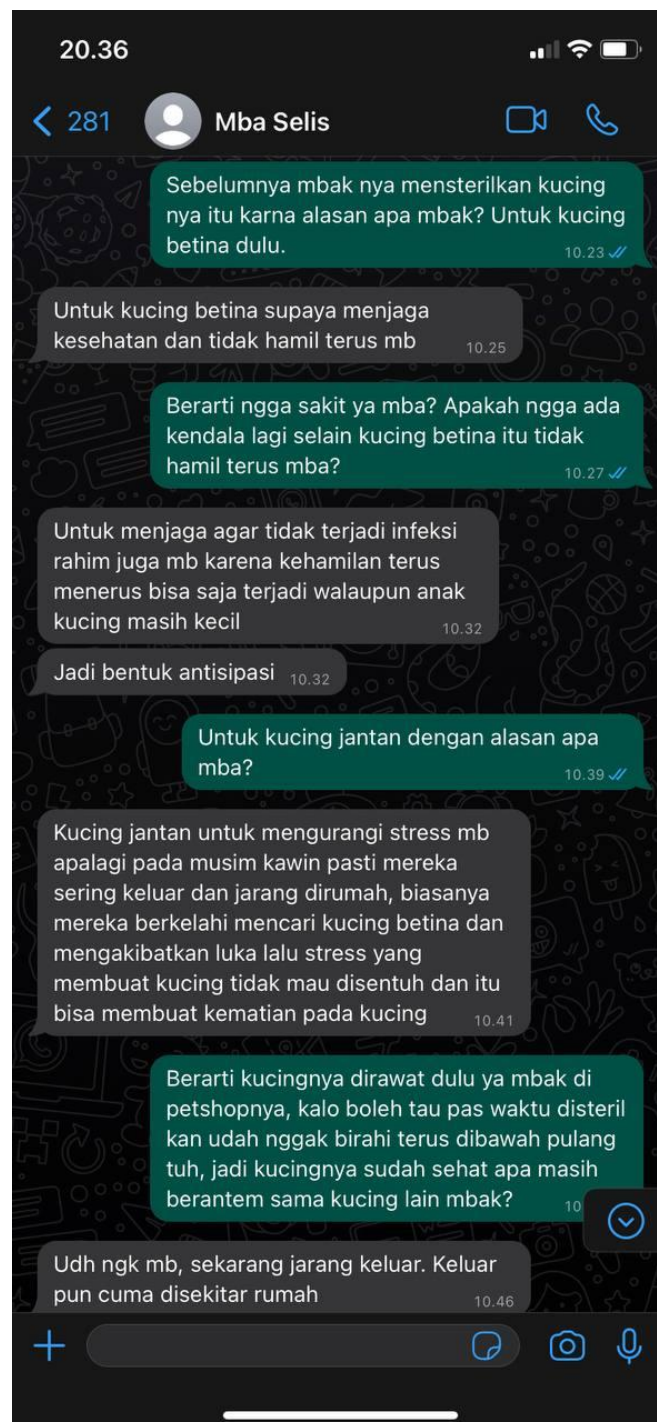 20.36
281
Mba Selis
Sebelumnya mbak nya mensterilkan kucing
nya itu karna alasan apa mbak? Untuk kucing
betina dulu.
10.23
Untuk kucing betina supaya menjaga
kesehatan dan tidak hamil terus mb
10.25
Berarti ngga sakit ya mba? Apakah ngga ada
kendala lagi selain kucing betina itu tidak
hamil terus mba?
10.27
Untuk menjaga agar tidak terjadi infeksi
rahim juga mb karena kehamilan terus
menerus bisa saja terjadi walaupun anak
kucing masih kecil
10.32
Jadi bentuk antisipasi
10.32
Untuk kucing jantan dengan alasan apa
mba?
10.39
Kucing jantan untuk mengurangi stress mb
apalagi pada musim kawin pasti mereka
sering keluar dan jarang dirumah, biasanya
mereka berkelahi mencari kucing betina dan
mengakibatkan luka lalu stress yang
membuat kucing tidak mau disentuh dan itu
bisa membuat kematian pada kucing
10.41
Berarti kucingnya dirawat dulu ya mbak di
petshopnya, kalo boleh tau pas waktu disteril
kan udah nggak birahi terus dibawah pulang
tuh, jadi kucingnya sudah sehat apa masih
berantem sama kucing lain mbak?
10
Udh ngk mb, sekarang jarang keluar. Keluar
pun cuma disekitar rumah
10.46